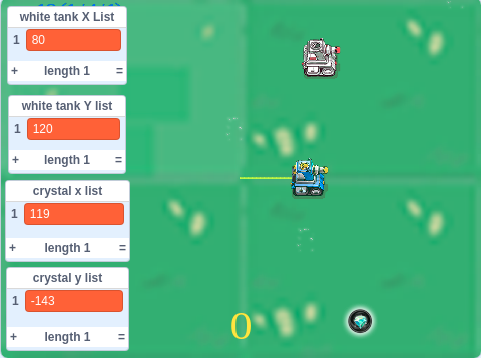 white tank X List
1 80
+ length 1 =
white tank Y list
1 120
+ length 1 =
crystal x list
1 119
+ length 1 =
crystal y list
1 -143
+ length 1 =
0